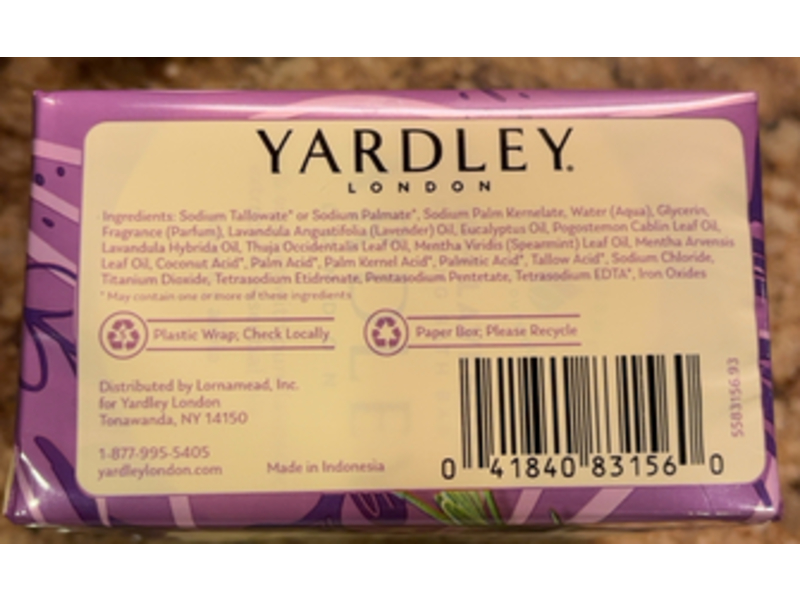 YARDLEY®
LONDON
Ingredients: Sodium Tallowate* or Sodium Palmate*, Sodium Palm Kernelate, Water (Aqua), Glycerin,
Fragrance (Parfum), Lavandula Angustifolia (Lavender) Oil, Eucalyptus Oil, Pogostemon Cablin Leaf Oil,
Lavandula Hybrida Oil, Thuja Occidentalis Leaf Oil, Mentha Viridis (Spearmint) Leaf Oil, Mentha Arvensis
Leaf Oil, Coconut Acid*, Palm Acid*, Palm Kernel Acid*, Palmitic Acid*, Tallow Acid*, Sodium Chloride,
Titanium Dioxide, Tetrasodium Etidronate, Pentasodium Pentetate, Tetrasodium EDTA*, Iron Oxides
* May contain one or more of these ingredients
Plastic Wrap; Check Locally
Paper Box; Please Recycle
Distributed by Lornamead, Inc.
for Yardley London
Tonawanda, NY 14150
1-877-995-5405
yardleylondon.com
Made in Indonesia
0 41840 83156 0
5583156.93